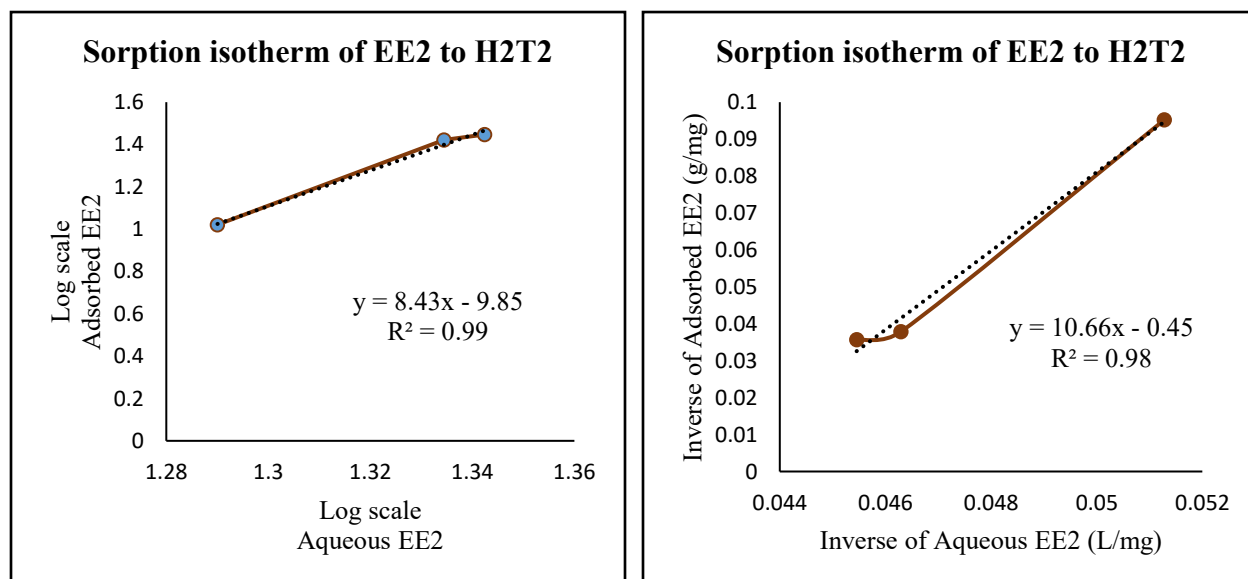 Sorption isotherm of EE2 to H2T2
Log scale
Adsorbed EE2
1.6
1.4
1.2
1
0.8
0.6
0.4
0.2
0
y = 8.43x - 9.85
R² = 0.99
1.28
1.3
1.32
1.34
1.36
Log scale
Aqueous EE2
Sorption isotherm of EE2 to H2T2
Inverse of Adsorbed EE2 (g/mg)
0.1
0.09
0.08
0.07
0.06
0.05
0.04
0.03
0.02
0.01
0
y = 10.66x - 0.45
R² = 0.98
0.044
0.046
0.048
0.05
0.052
Inverse of Aqueous EE2 (L/mg)